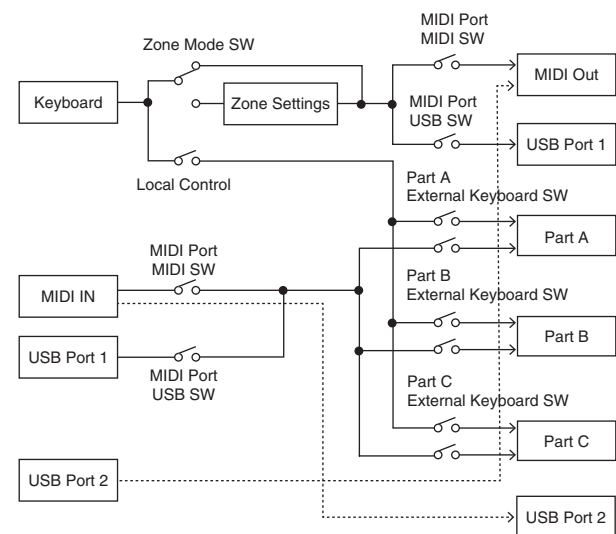 Zone Mode SW
MIDI Port
MIDI SW
Keyboard
Zone Settings
MIDI Out
MIDI Port
USB SW
USB Port 1
Local Control
Part A
External Keyboard SW
Part A
MIDI Port
MIDI SW
MIDI IN
Part B
External Keyboard SW
Part B
USB Port 1
MIDI Port
USB SW
Part C
External Keyboard SW
Part C
USB Port 2
USB Port 2